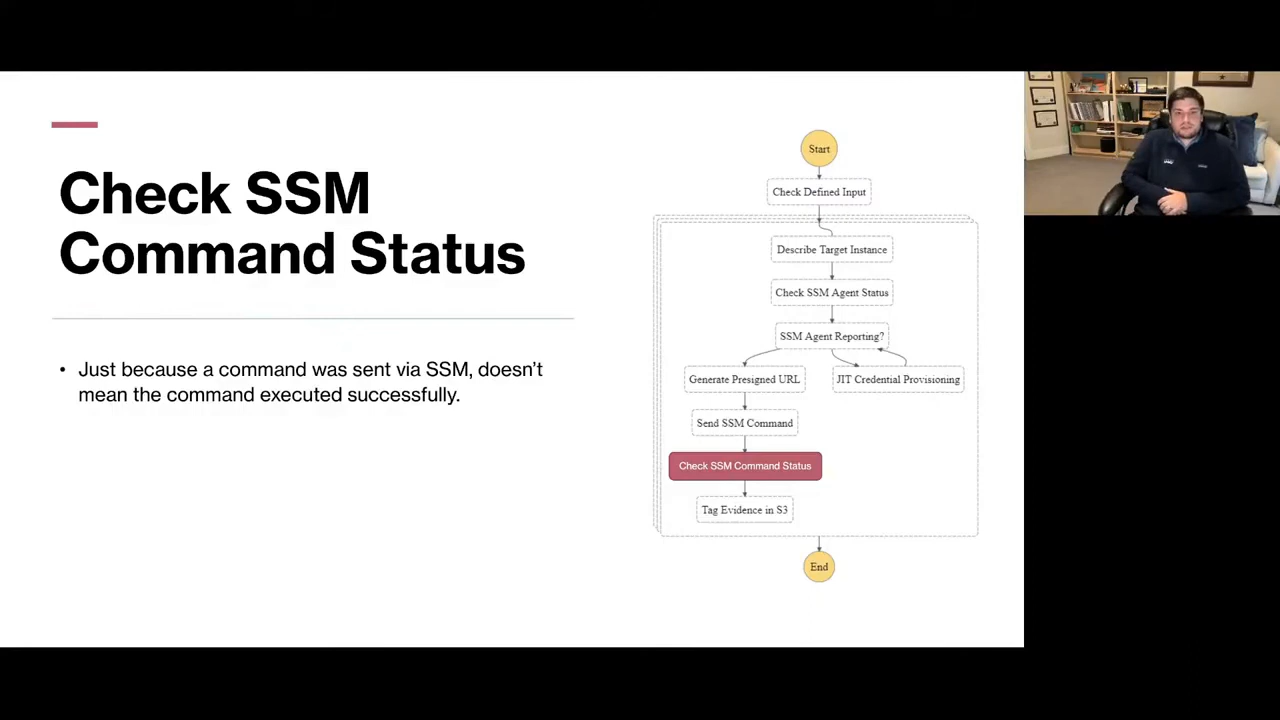 Check SSM
Command Status
• Just because a command was sent via SSM, doesn't
mean the command executed successfully.
Start
Check Defined Input
Describe Target Instance
Check SSM Agent Status
SSM Agent Reporting?
Generate Presigned URL
JIT Credential Provisioning
Send SSM Command
Check SSM Command Status
Tag Evidence in S3
End